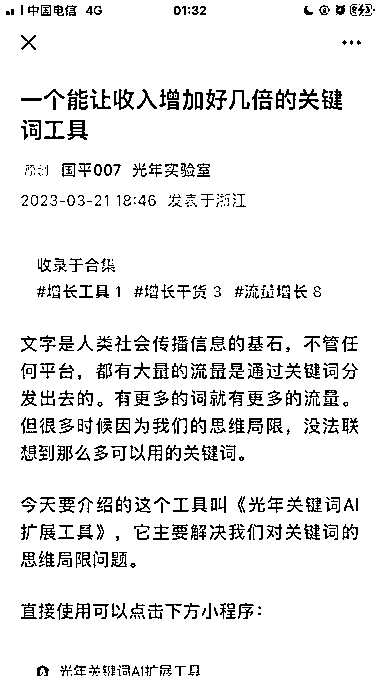 中国电信 4G 01:32
一个能让收入增加好几倍的关键
词工具
原创 国平007 光年实验室
2023-03-21 18:46 发表于浙江
收录于合集
#增长工具 1 #增长干货 3 #流量增长 8
文字是人类社会传播信息的基石，不管任
何平台，都有大量的流量是通过关键词分
发出去的。有更多的词就有更多的流量。
但很多时候因为我们的思维局限，没法联
想到那么多可以用的关键词。
今天要介绍的这个工具叫《光年关键词AI
扩展工具》，它主要解决我们对关键词的
思维局限问题。
直接使用可以点击下方小程序：
光年关键词AI扩展工具